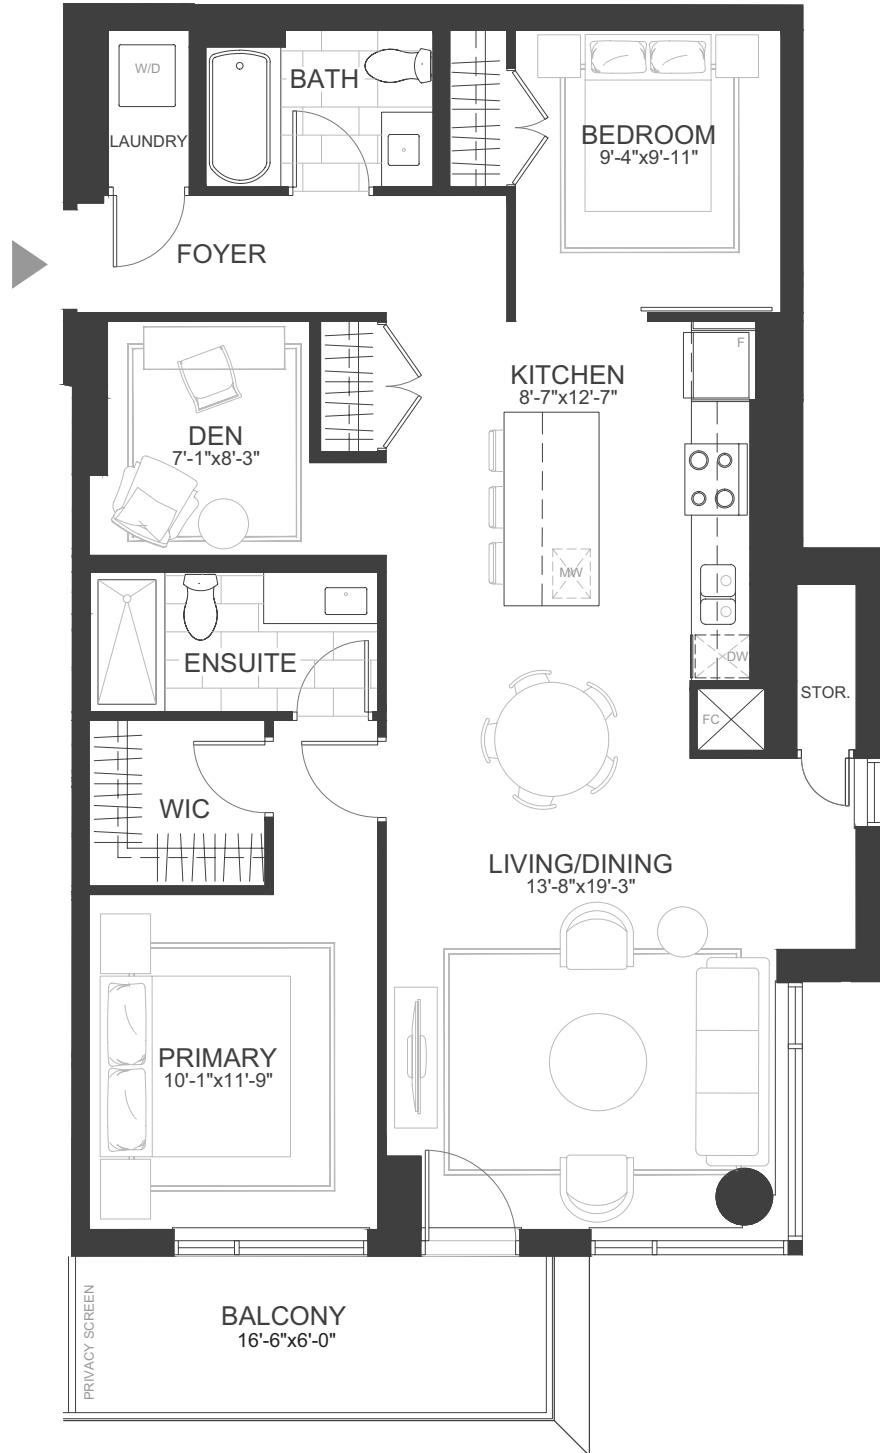 W/D
BATH
LAUNDRY
BEDROOM
9'-4"x9'-11"
FOYER
F
KITCHEN
8'-7"x12'-7"
DEN
7'-1"x8'-3"
MW
ENSUITE
DW
STOR.
FC
WIC
LIVING/DINING
13'-8"x19'-3"
PRIMARY
10'-1"x11'-9"
PRIVACY SCREEN
BALCONY
16'-6"x6'-0"